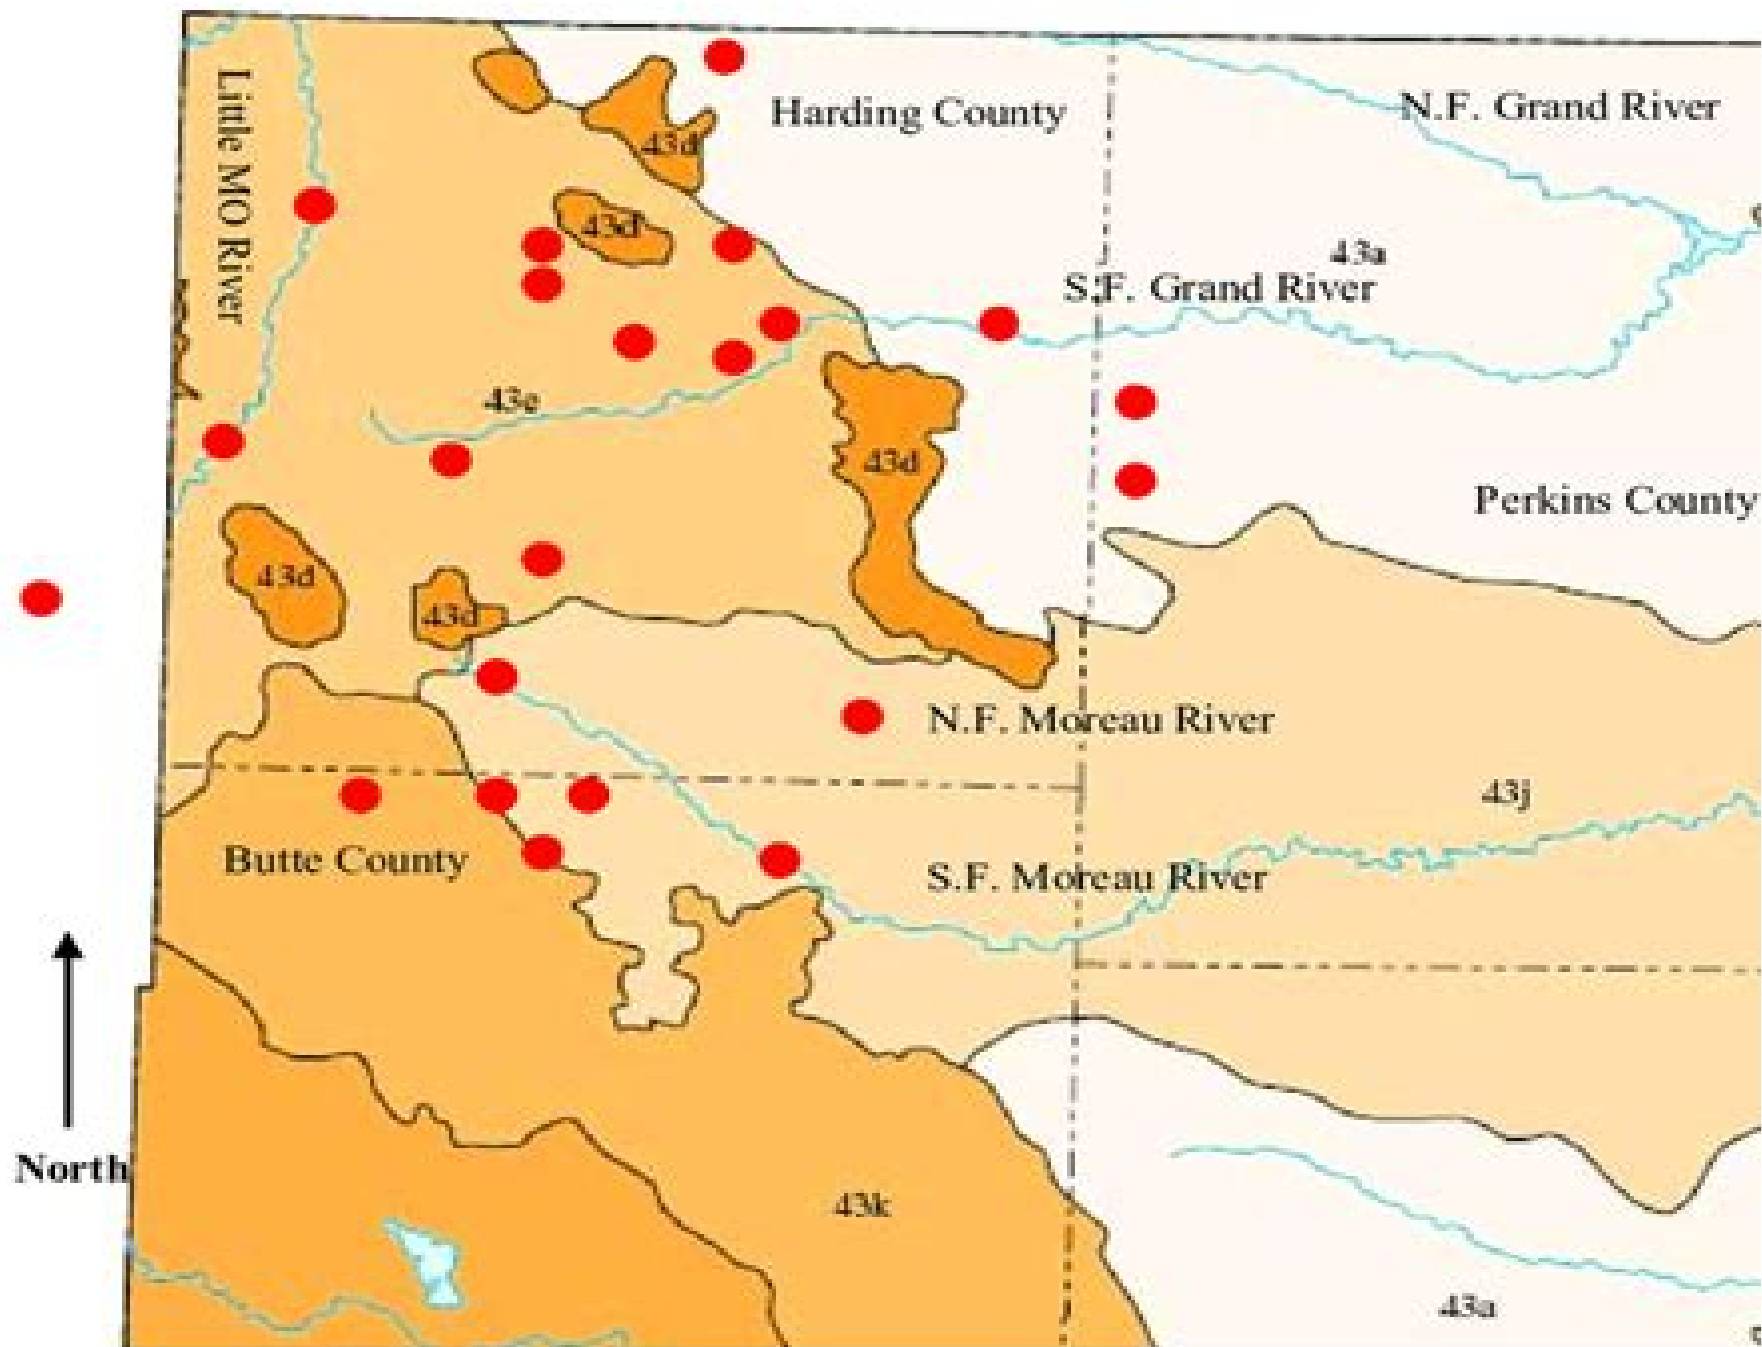 Little MO River
Harding County
N.F. Grand River
43d
43d
43a
S.F. Grand River
43e
43d
Perkins County
43d
43d
N.F. Moreau River
43j
Butte County
S.F. Moreau River
North
43k
43a